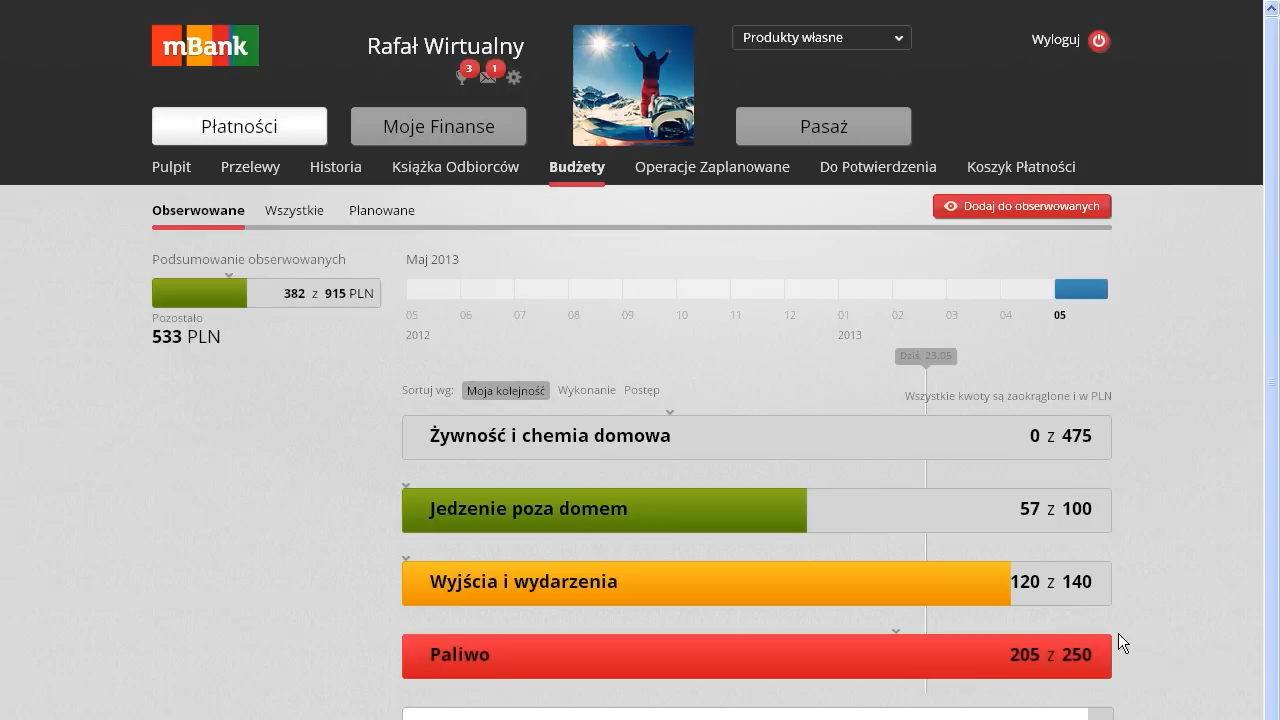 mBank
Rafał Wirtualny
3
1
Produkty własne
Wyloguj
Płatności
Moje Finanse
Pasaż
Pulpit
Przelewy
Historia
Książka Odbiorców
Budżety
Operacje Zaplanowane
Do Potwierdzenia
Koszyk Płatności
Obserwowane
Wszystkie
Planowane
Dodaj do obserwowanych
Podsumowanie obserwowanych
382 z 915 PLN
Pozostało
533 PLN
Maj 2013
05 06 07 08 09 10 11 12 01 02 03 04 05
2012 2013
Dziś, 23.05
Sortuj wg: Moja kolejność Wykonanie Postęp
Wszystkie kwoty są zaokrąglone i w PLN
Żywność i chemia domowa 0 z 475
Jedzenie poza domem 57 z 100
Wyjścia i wydarzenia 120 z 140
Paliwo 205 z 250